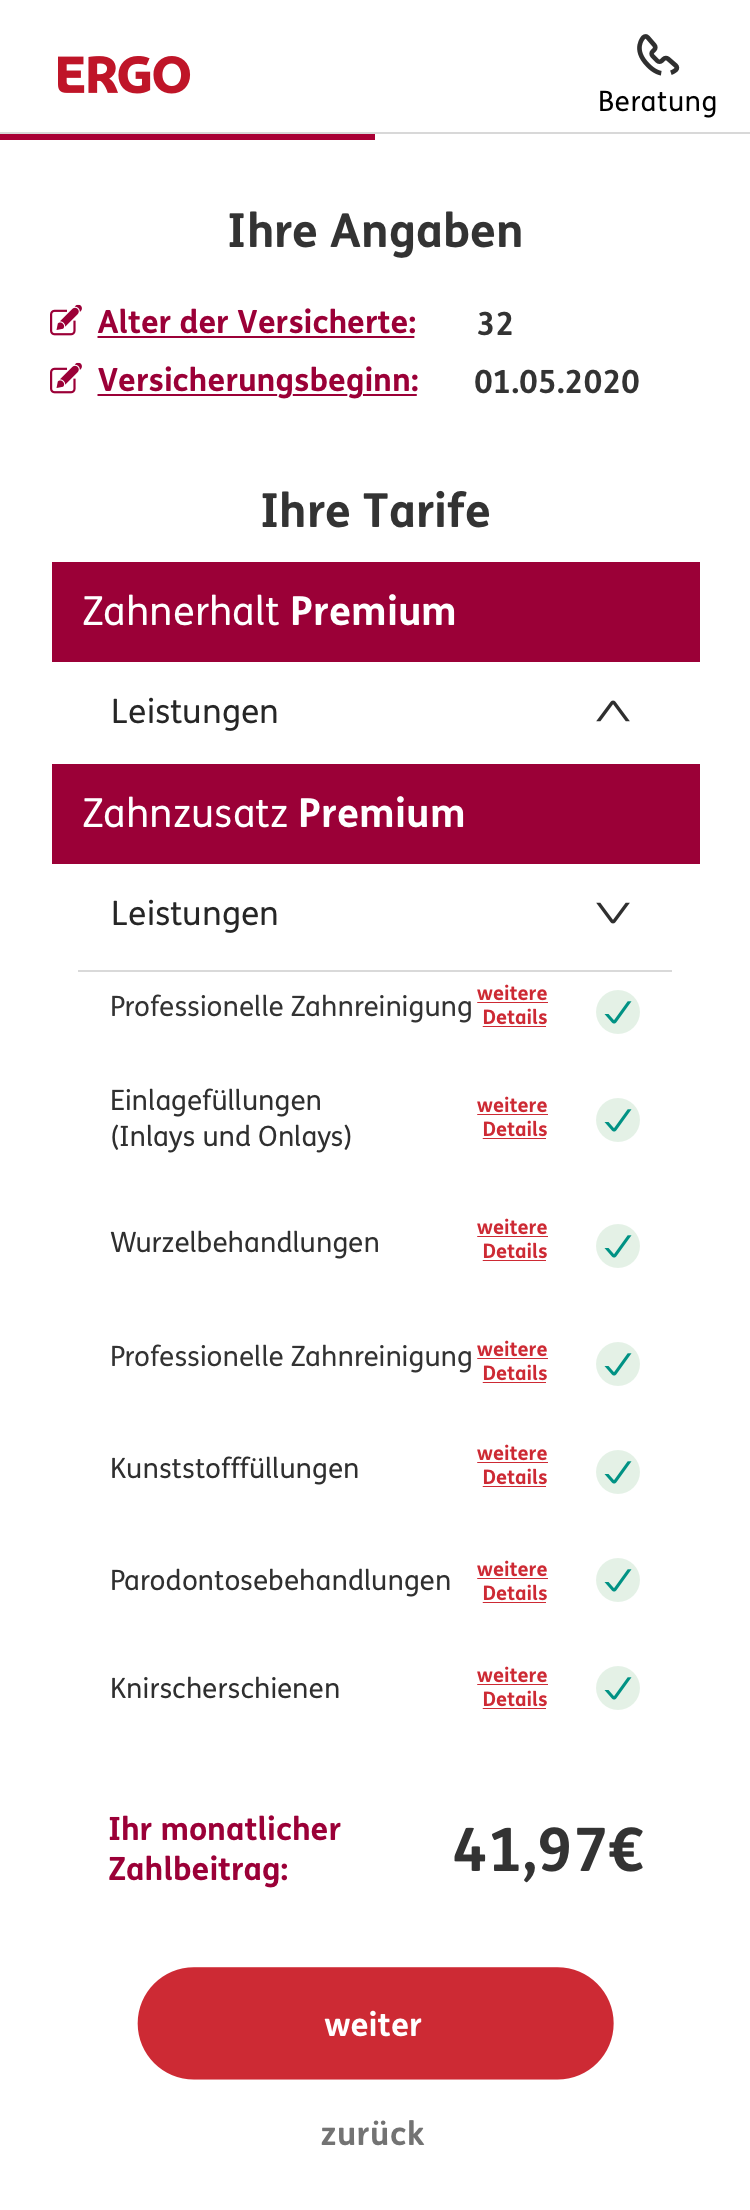 ERGO
Beratung
Ihre Angaben
Alter der Versicherte: 32
Versicherungsbeginn: 01.05.2020
Ihre Tarife
Zahnerhalt Premium
Leistungen
Zahnzusatz Premium
Leistungen
Professionelle Zahnreinigung weitere
Details
Einlagefüllungen
(Inlays und Onlays)
weitere
Details
Wurzelbehandlungen weitere
Details
Professionelle Zahnreinigung weitere
Details
Kunststofffüllungen weitere
Details
Parodontosebehandlungen weitere
Details
Knirscherschienen weitere
Details
Ihr monatlicher
Zahlbeitrag:
41,97€
weiter
zurück